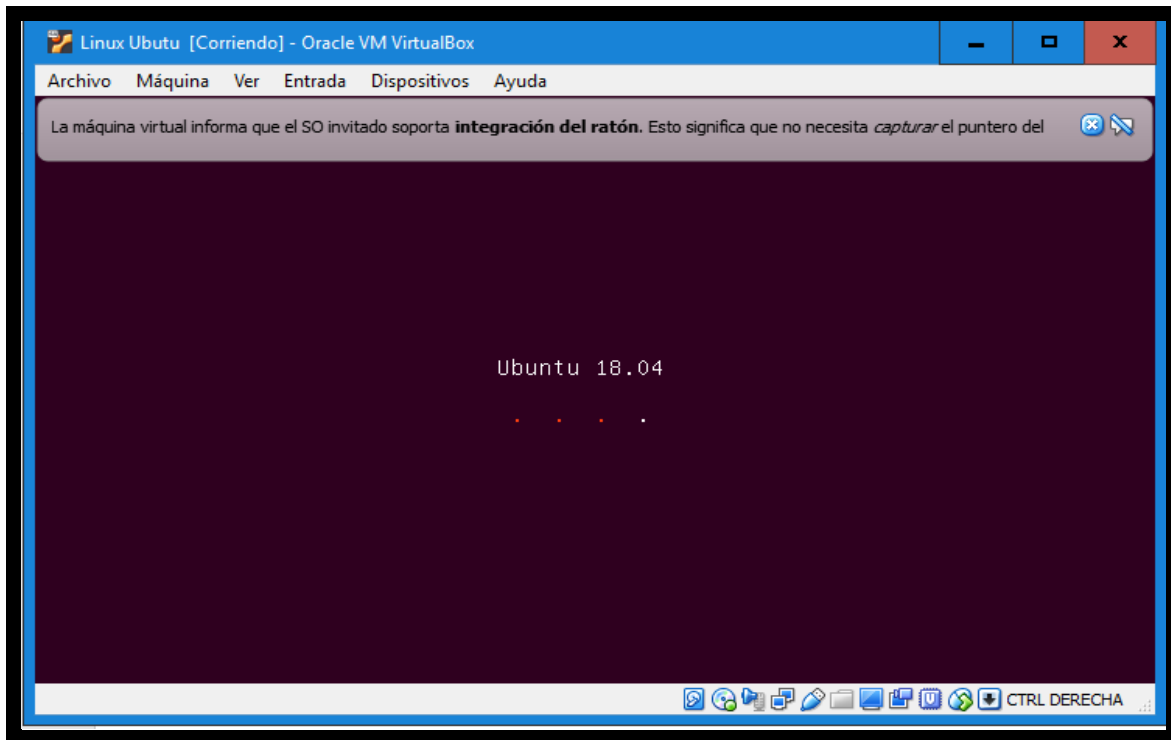 Linux Ubutu [Corriendo] - Oracle VM VirtualBox
Archivo Máquina Ver Entrada Dispositivos Ayuda
La máquina virtual informa que el SO invitado soporta integración del ratón. Esto significa que no necesita capturar el puntero del
Ubuntu 18.04
CTRL DERECHA